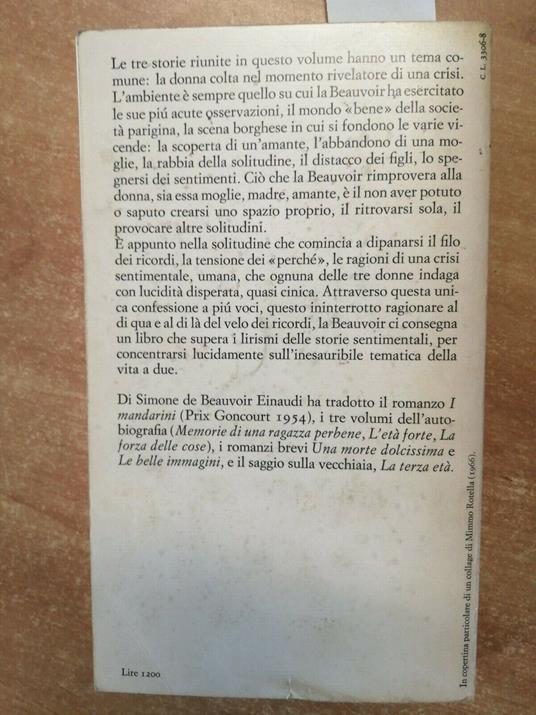 Le tre storie riunite in questo volume hanno un tema co-
mune: la donna colta nel momento rivelatore di una crisi.
L'ambiente è sempre quello su cui la Beauvoir ha esercitato
le sue piú acute osservazioni, il mondo «bene» della socie-
tà parigina, la scena borghese in cui si fondono le varie vi-
cende: la scoperta di un'amante, l'abbandono di una mo-
glie, la rabbia della solitudine, il distacco dei figli, lo spe-
gnersi dei sentimenti. Ciò che la Beauvoir rimprovera alla
donna, sia essa moglie, madre, amante, è il non aver potuto
o saputo crearsi uno spazio proprio, il ritrovarsi sola, il
provocare altre solitudini.
È appunto nella solitudine che comincia a dipanarsi il filo
dei ricordi, la tensione dei «perché», le ragioni di una crisi
sentimentale, umana, che ognuna delle tre donne indaga
con lucidità disperata, quasi cinica. Attraverso questa uni-
ca confessione a piú voci, questo ininterrotto ragionare al
di qua e al di là del velo dei ricordi, la Beauvoir ci consegna
un libro che supera i lirismi delle storie sentimentali, per
concentrarsi lucidamente sull'inesauribile tematica della
vita a due.
Di Simone de Beauvoir Einaudi ha tradotto il romanzo I
mandarini (Prix Goncourt 1954), i tre volumi dell'auto-
biografia (Memorie di una ragazza perbene, L'età forte, La
forza delle cose), i romanzi brevi Una morte dolcissima e
Le belle immagini, e il saggio sulla vecchiaia, La terza età.
Lire 1200
In copertina particolare di un collage di Mimmo Rotella (1966).
C. L. 3306-8